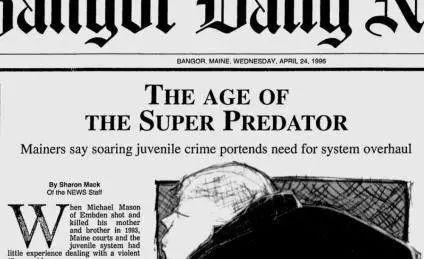 Bangor Daily N
BANGOR, MAINE, WEDNESDAY, APRIL 24, 1996
THE AGE OF
THE SUPER PREDATOR
Mainers say soaring juvenile crime portends need for system overhaul
By Sharon Mack
Of the NEWS Staff
When Michael Mason
of Embden shot and
killed his mother
and brother in 1993,
Maine courts and the
juvenile system had
little experience dealing with a violent